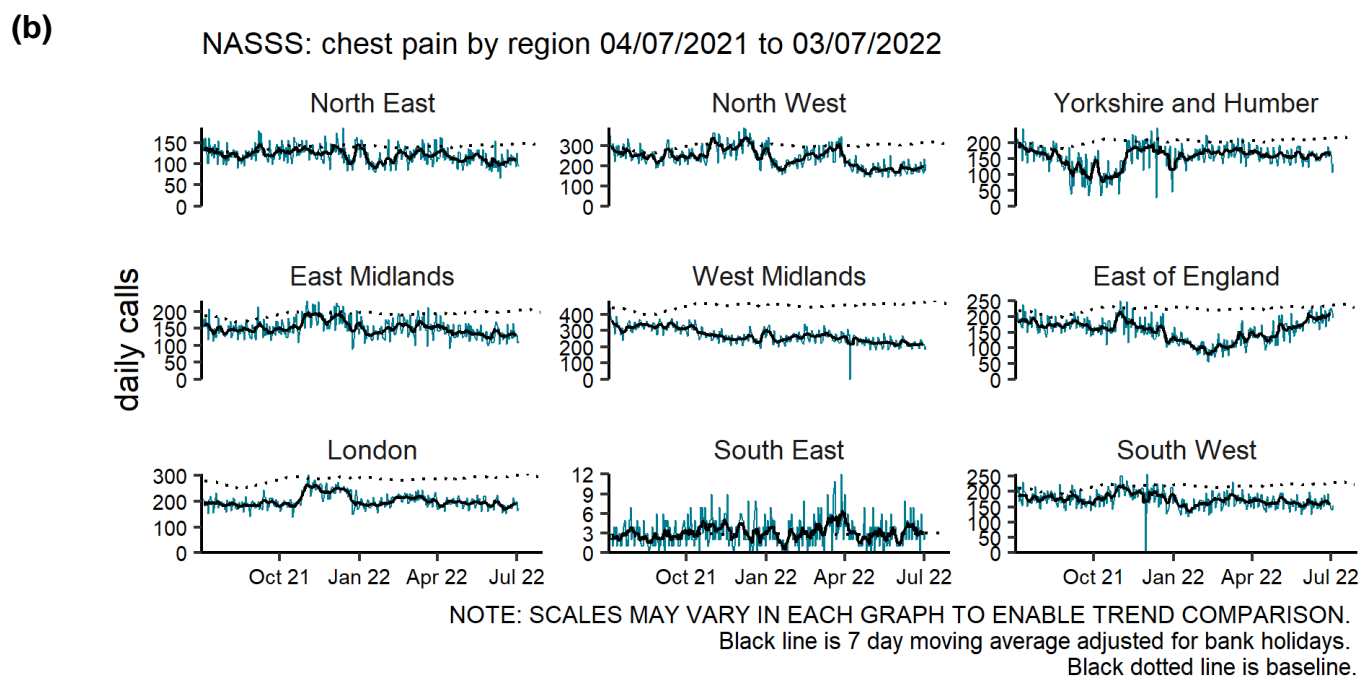 (b)
NASSS: chest pain by region 04/07/2021 to 03/07/2022
North East
North West
Yorkshire and Humber
150
100
50
0
300
200
100
0
200
150
100
50
0
daily calls
East Midlands
West Midlands
East of England
200
150
100
50
0
400
300
200
100
0
250
200
150
100
50
0
London
South East
South West
300
200
100
0
12
9
6
3
0
250
200
150
100
50
0
Oct 21 Jan 22 Apr 22 Jul 22
Oct 21 Jan 22 Apr 22 Jul 22
Oct 21 Jan 22 Apr 22 Jul 22
NOTE: SCALES MAY VARY IN EACH GRAPH TO ENABLE TREND COMPARISON.
Black line is 7 day moving average adjusted for bank holidays.
Black dotted line is baseline.